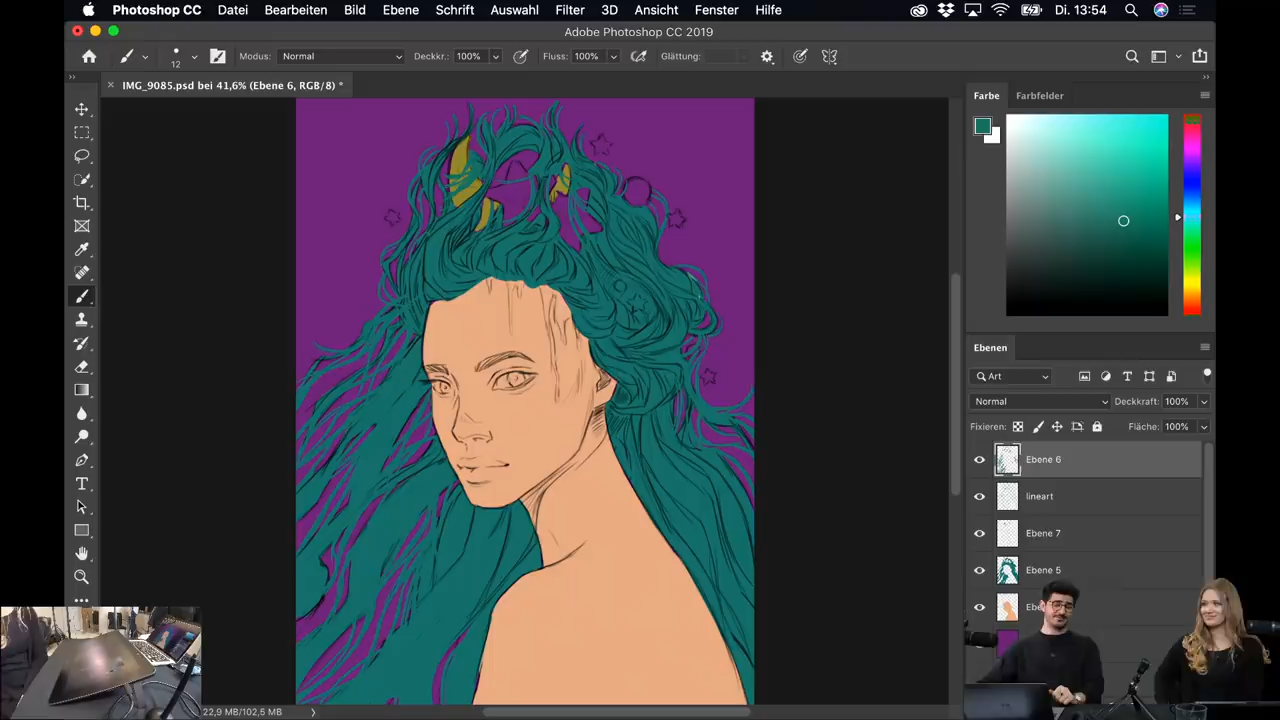 Photoshop CC Datei Bearbeiten Bild Ebene Schrift Auswahl Filter 3D Ansicht Fenster Hilfe Di. 13:54
Adobe Photoshop CC 2019
12 Modus: Normal Deckkr.: 100% Fluss: 100% Glättung:
IMG_9085.psd bei 41,6% (Ebene 6, RGB/8) *
Farbe Farbfelder
Ebenen
Art
Normal Deckkraft: 100%
Fixieren: Fläche: 100%
Ebene 6
lineart
Ebene 7
Ebene 5
22,9 MB/102,5 MB